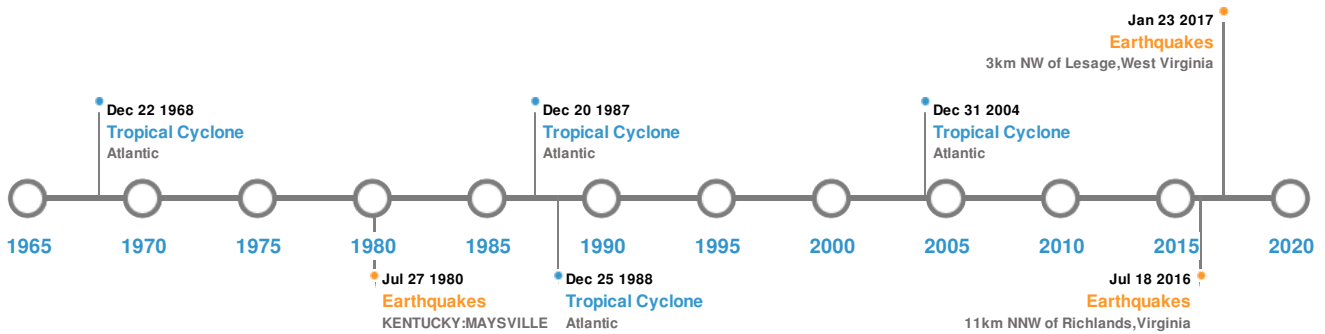 Jan 23 2017
Earthquakes
3km NW of Lesage,West Virginia
Dec 22 1968
Tropical Cyclone
Atlantic
Dec 20 1987
Tropical Cyclone
Atlantic
Dec 31 2004
Tropical Cyclone
Atlantic
1965 1970 1975 1980 1985 1990 1995 2000 2005 2010 2015 2020
Jul 27 1980
Earthquakes
KENTUCKY:MAYSVILLE
Dec 25 1988
Tropical Cyclone
Atlantic
Jul 18 2016
Earthquakes
11km NNW of Richlands,Virginia